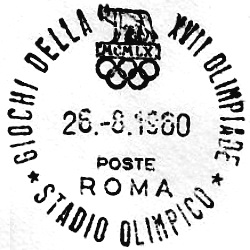 GIOCHI DELLA XVII OLIMPIADE
MCMLX
26.-8.1960
POSTE
ROMA
* STADIO OLIMPICO *